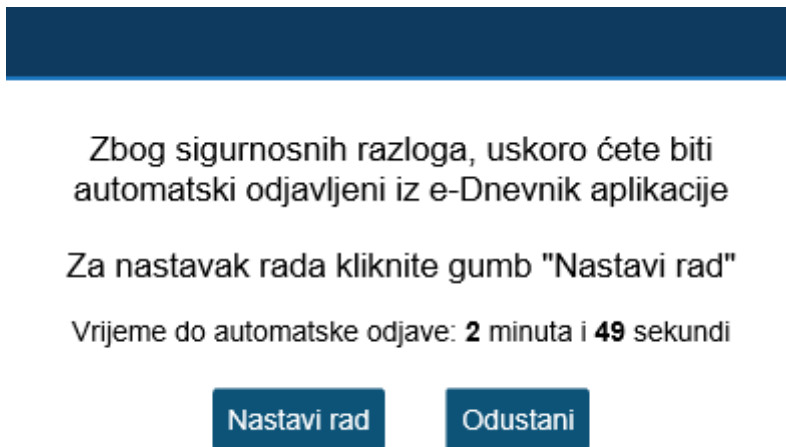 Zbog sigurnosnih razloga, uskoro ćete biti
automatski odjavljeni iz e-Dnevnik aplikacije
Za nastavak rada kliknite gumb "Nastavi rad"
Vrijeme do automatske odjave: 2 minuta i 49 sekundi
Nastavi rad Odustani